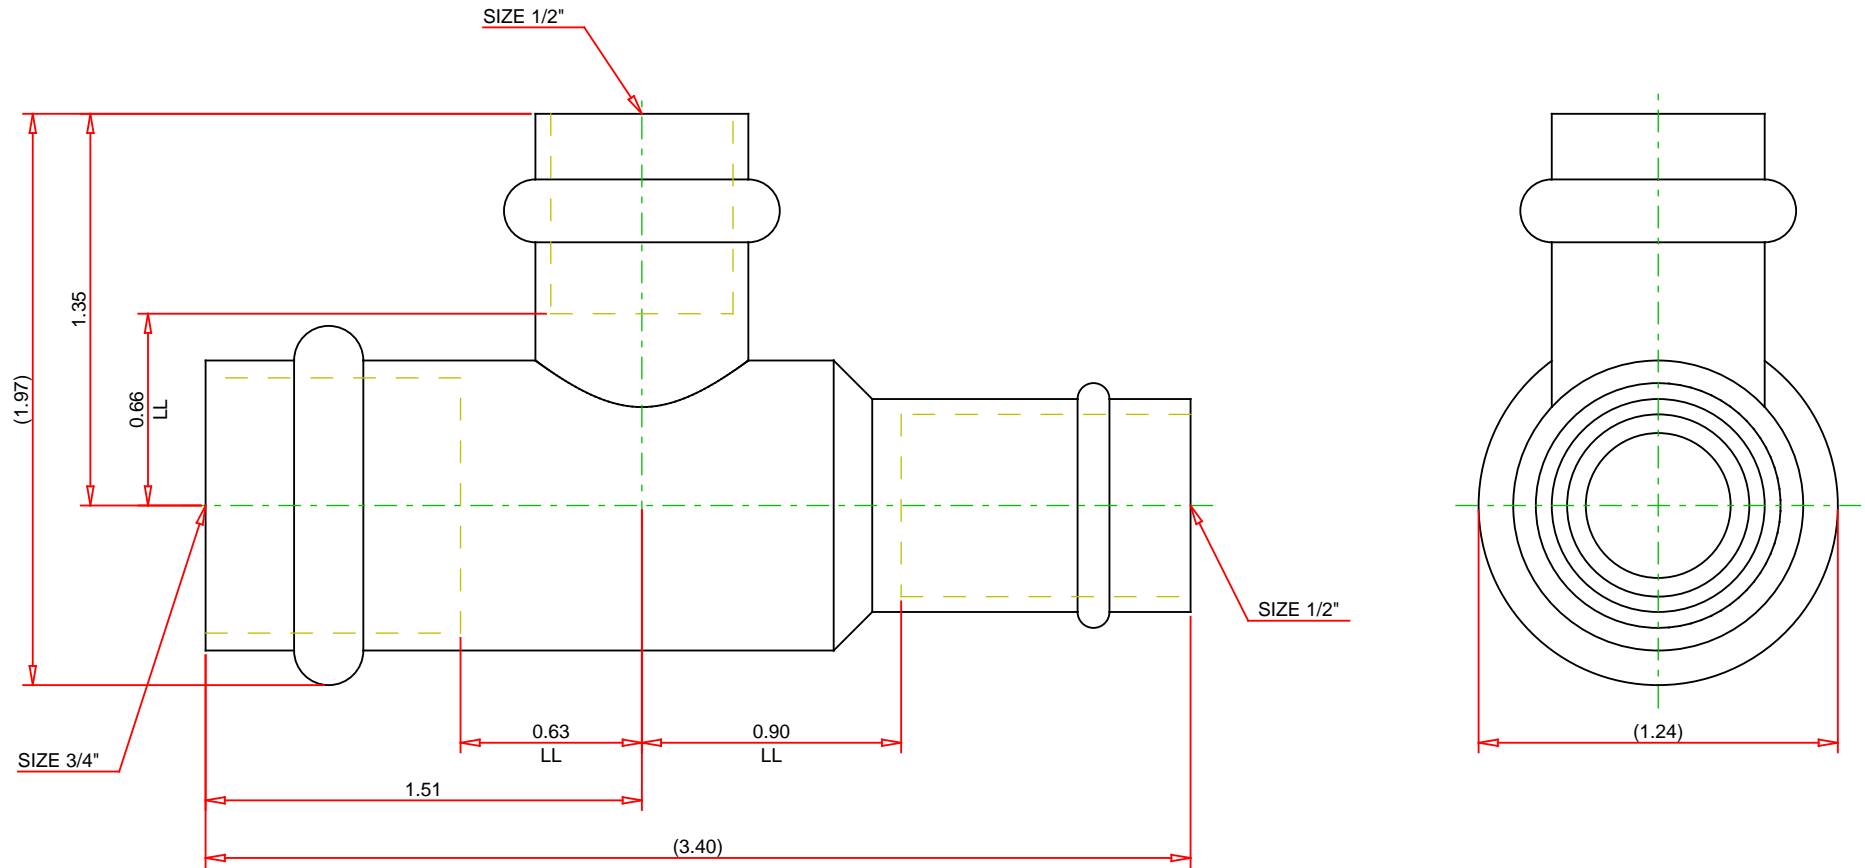 SIZE 1/2"
1.35
0.66
LL
(1.97)
SIZE 1/2"
0.63
LL
0.90
LL
(1.24)
SIZE 3/4"
1.51
(3.40)